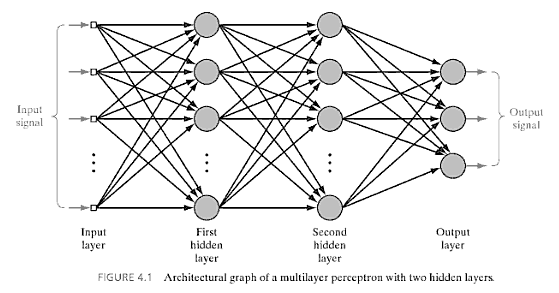 Input
signal
Output
signal
Input
layer
First
hidden
layer
Second
hidden
layer
Output
layer
FIGURE 4.1 Architectural graph of a multilayer perceptron with two hidden layers.